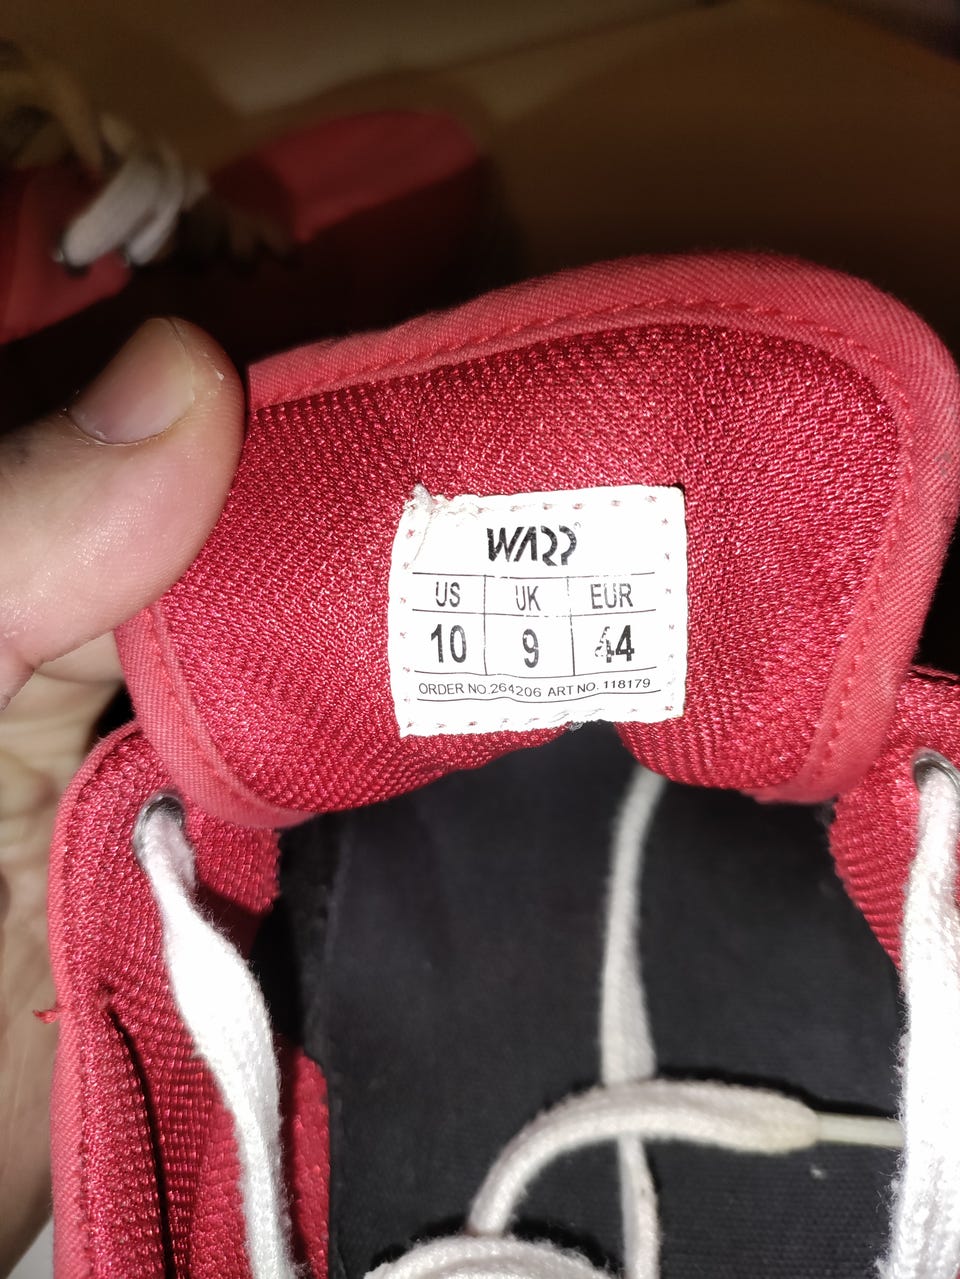 WARP
US UK EUR
10 9 44
ORDER NO.264206 ART NO. 118179